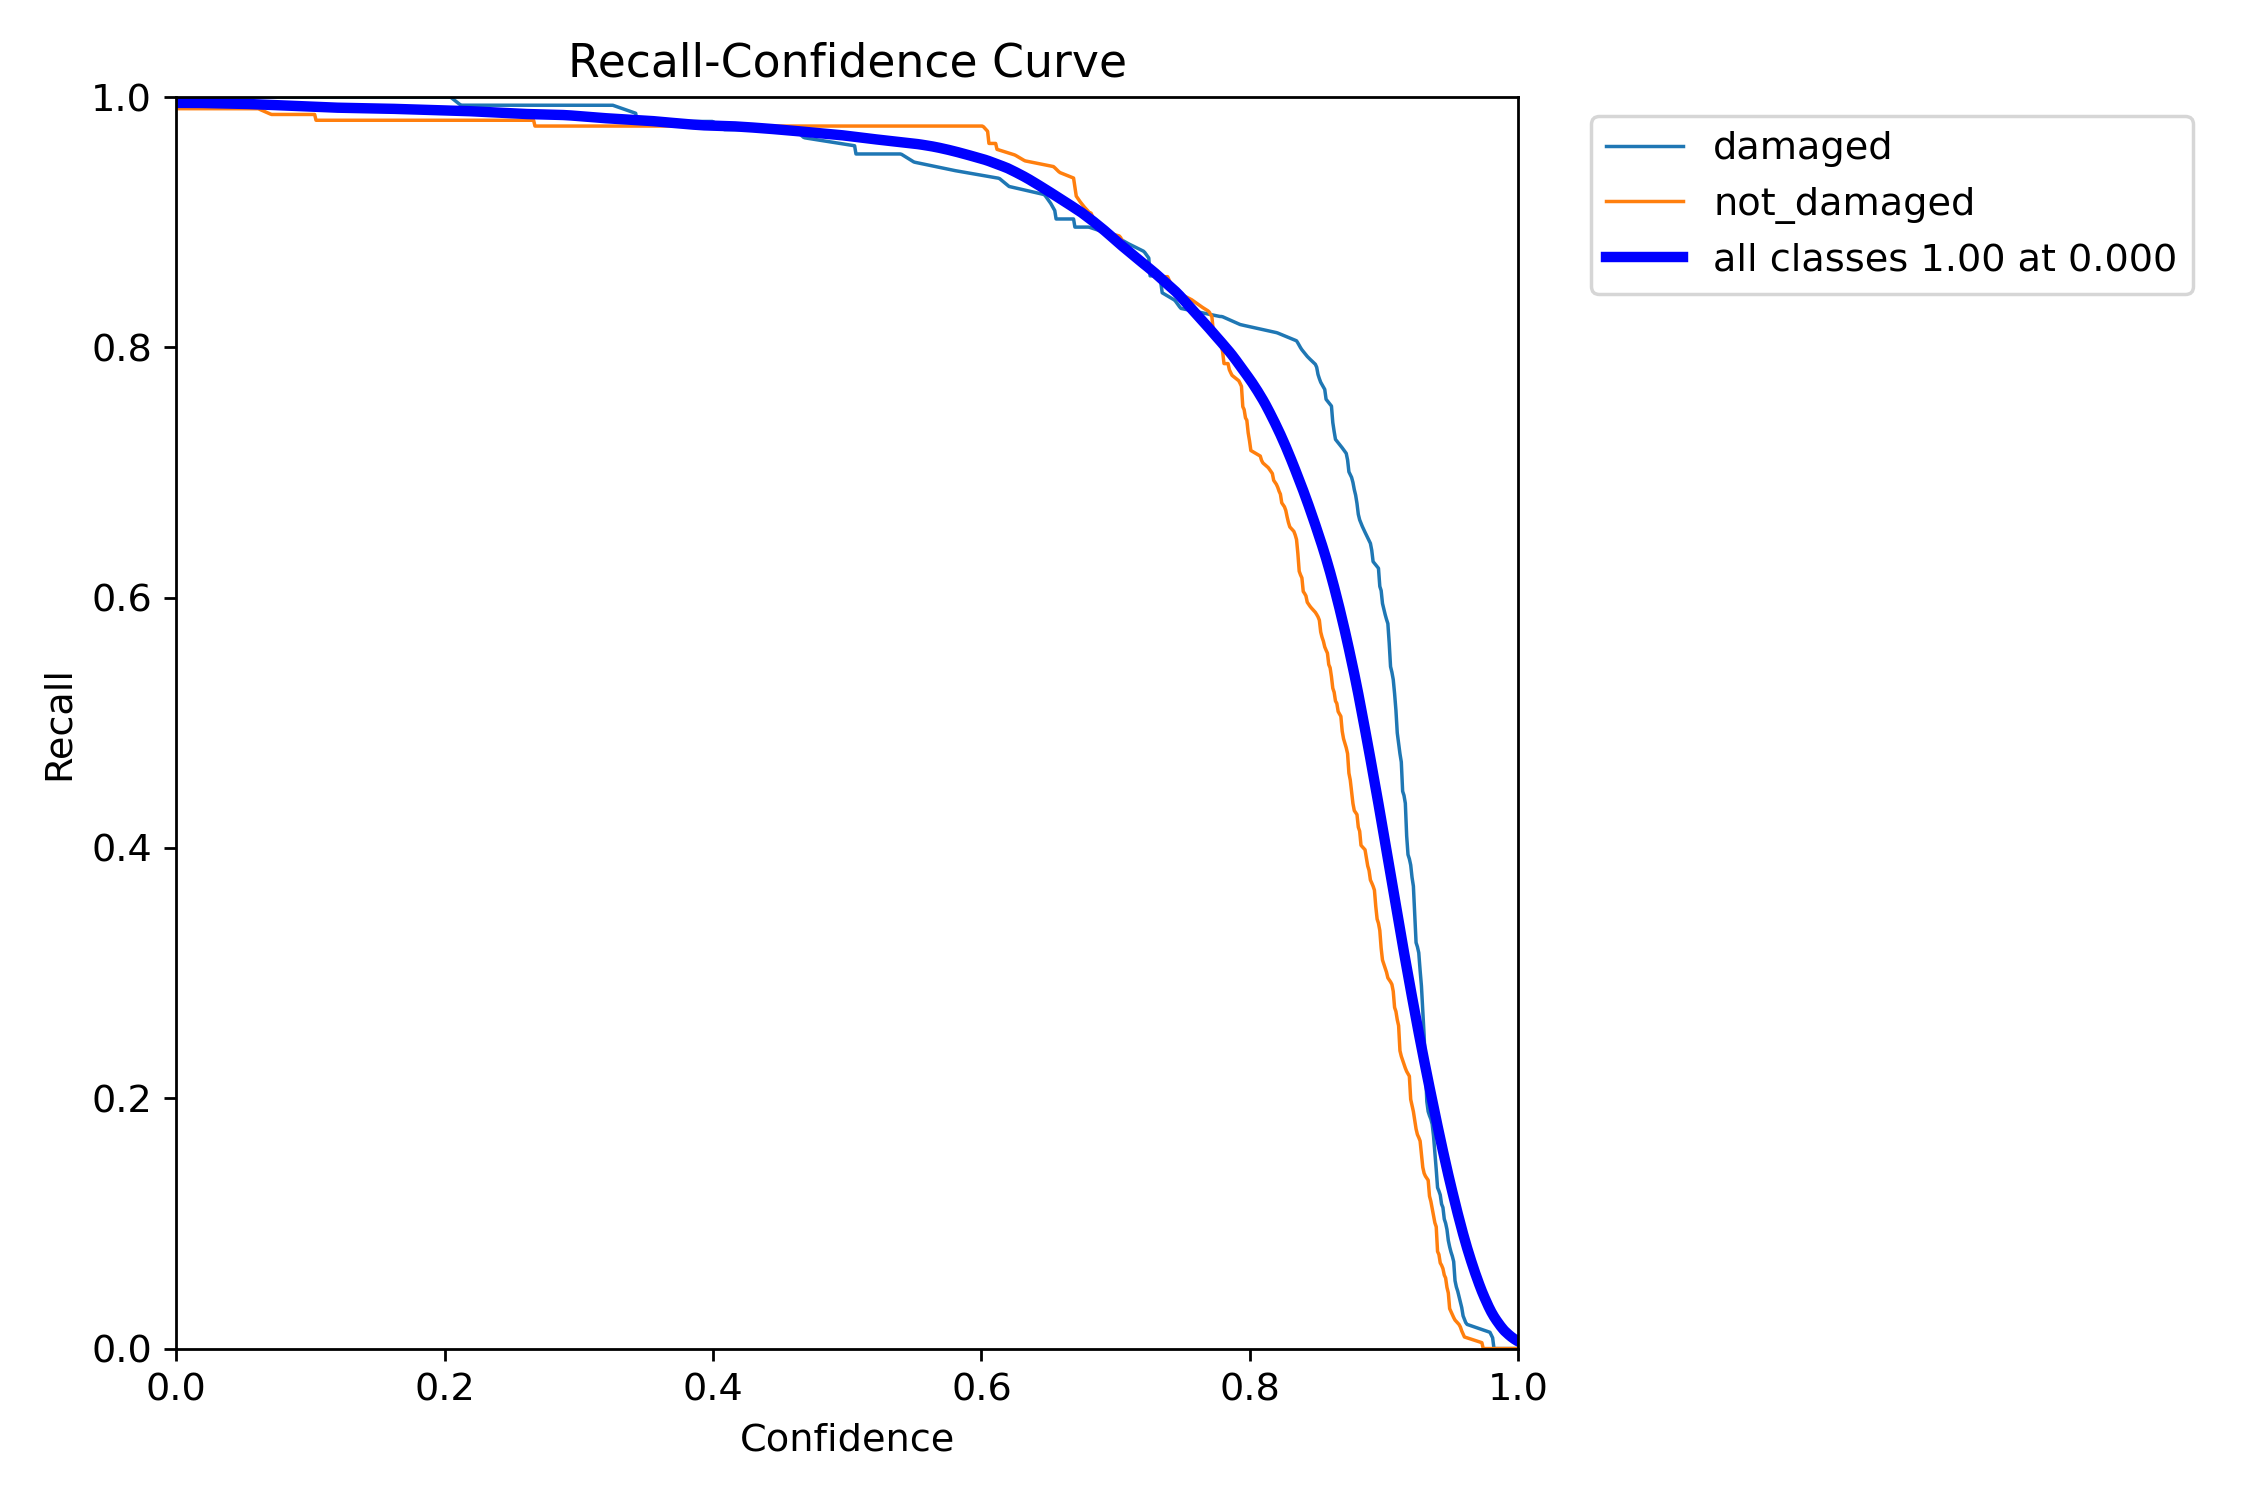 Recall-Confidence Curve
1.0
0.8
0.6
0.4
0.2
0.0
Recall
0.0 0.2 0.4 0.6 0.8 1.0
Confidence
damaged
not_damaged
all classes 1.00 at 0.000